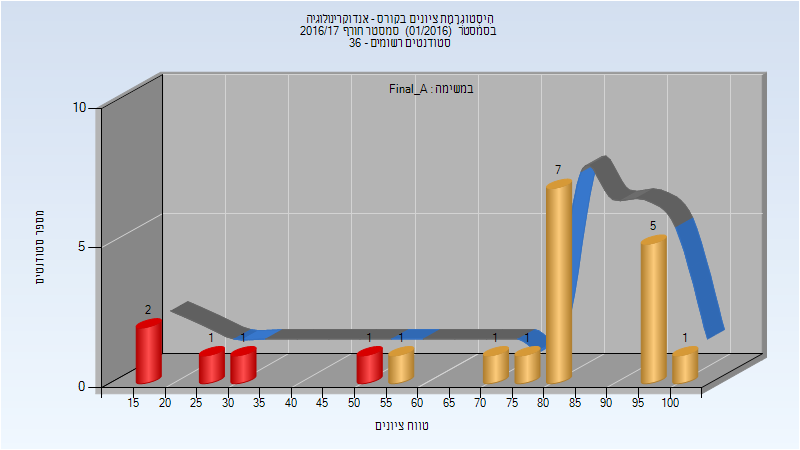 היסטוגרמת ציונים בקורס - אנדוקרינולוגיה
בסמסטר (01/2016) סמסטר חורף 2016/17
סטודנטים רשומים - 36
במשימה : Final_A
מספר סטודנטים
10
5
0
2
1
1
1
1
1
1
7
5
1
15 20 25 30 35 40 45 50 55 60 65 70 75 80 85 90 95 100
טווח ציונים